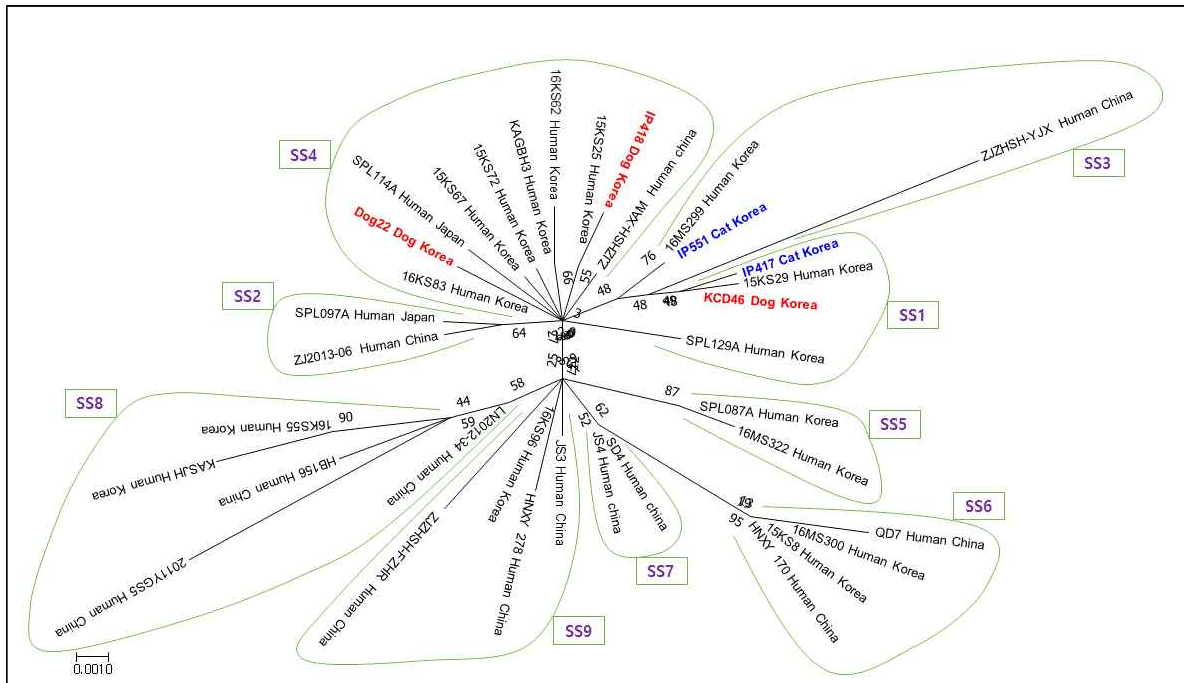 SS4
16KS62 Human Korea
KAGBH3 Human Korea
15KS72 Human Korea
15KS67 Human Korea
SPL114A Human Japan
Dog22 Dog Korea
16KS83 Human Korea
15KS25 Human Korea
IP418 Dog Korea
ZJZHSH-XAM Human china
66
55
SS3
16MS299 Human Korea
ZJZHSH-YJX Human China
76
IP551 Cat Korea
48
48
3
SS1
IP417 Cat Korea
15KS29 Human Korea
KCD46 Dog Korea
SPL129A Human Korea
SS2
SPL097A Human Japan
ZJ2013-06 Human China
64
25
SS8
58
44
59
90
16KS5 Human Korea
KASJH Human Korea
HB156 Human China
2011YGS5 Human China
LN2012-34 Human China
SS9
ZJZHSH-FZHR Human China
16KS96 Human Korea
HNXY 278 Human China
JS3 Human China
SS7
62
52
JS4 Human china
SD4 Human china
SS5
87
SPL087A Human Korea
16MS322 Human Korea
SS6
95
QD7 Human China
16MS300 Human Korea
15KS8 Human Korea
HNXY 170 Human China
0.0010